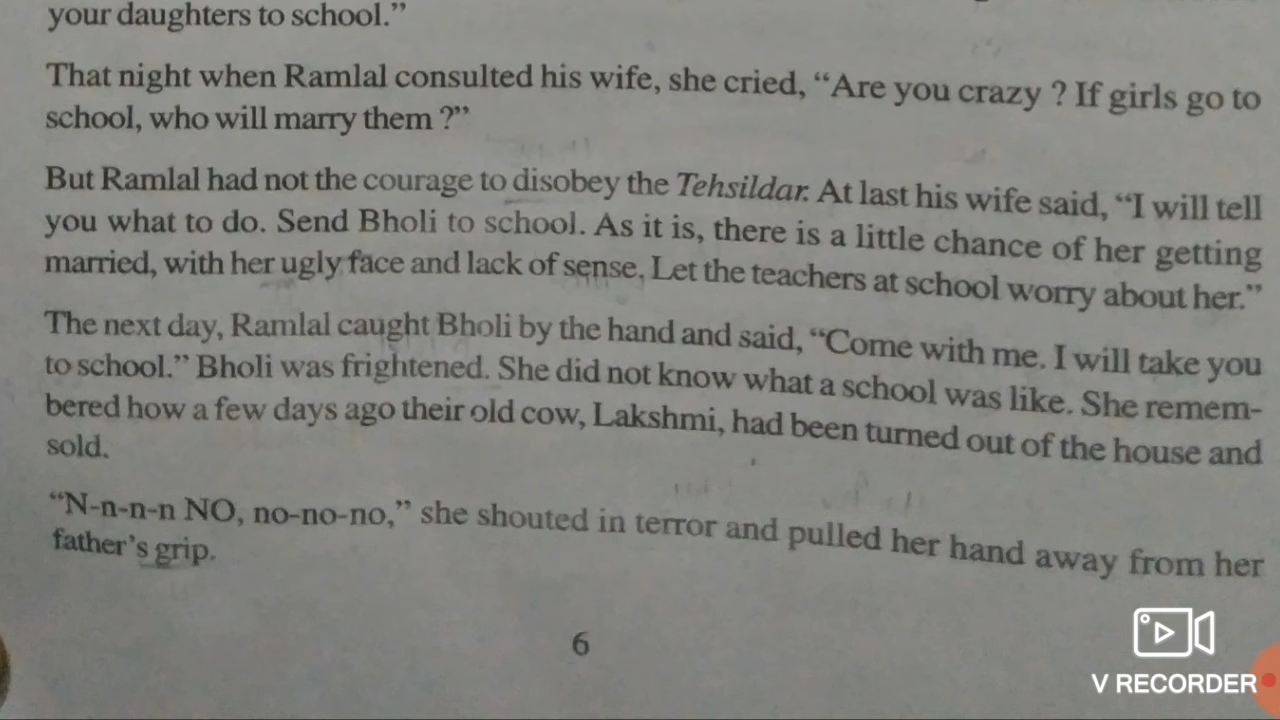 your daughters to school.”
That night when Ramlal consulted his wife, she cried, “Are you crazy ? If girls go to
school, who will marry them ?”
But Ramlal had not the courage to disobey the Tehsildar. At last his wife said, “I will tell
you what to do. Send Bholi to school. As it is, there is a little chance of her getting
married, with her ugly face and lack of sense. Let the teachers at school worry about her.”
The next day, Ramlal caught Bholi by the hand and said, “Come with me. I will take you
to school.” Bholi was frightened. She did not know what a school was like. She remem-
bered how a few days ago their old cow, Lakshmi, had been turned out of the house and
sold.
“N-n-n-n NO, no-no-no,” she shouted in terror and pulled her hand away from her
father’s grip.
6
V RECORDER